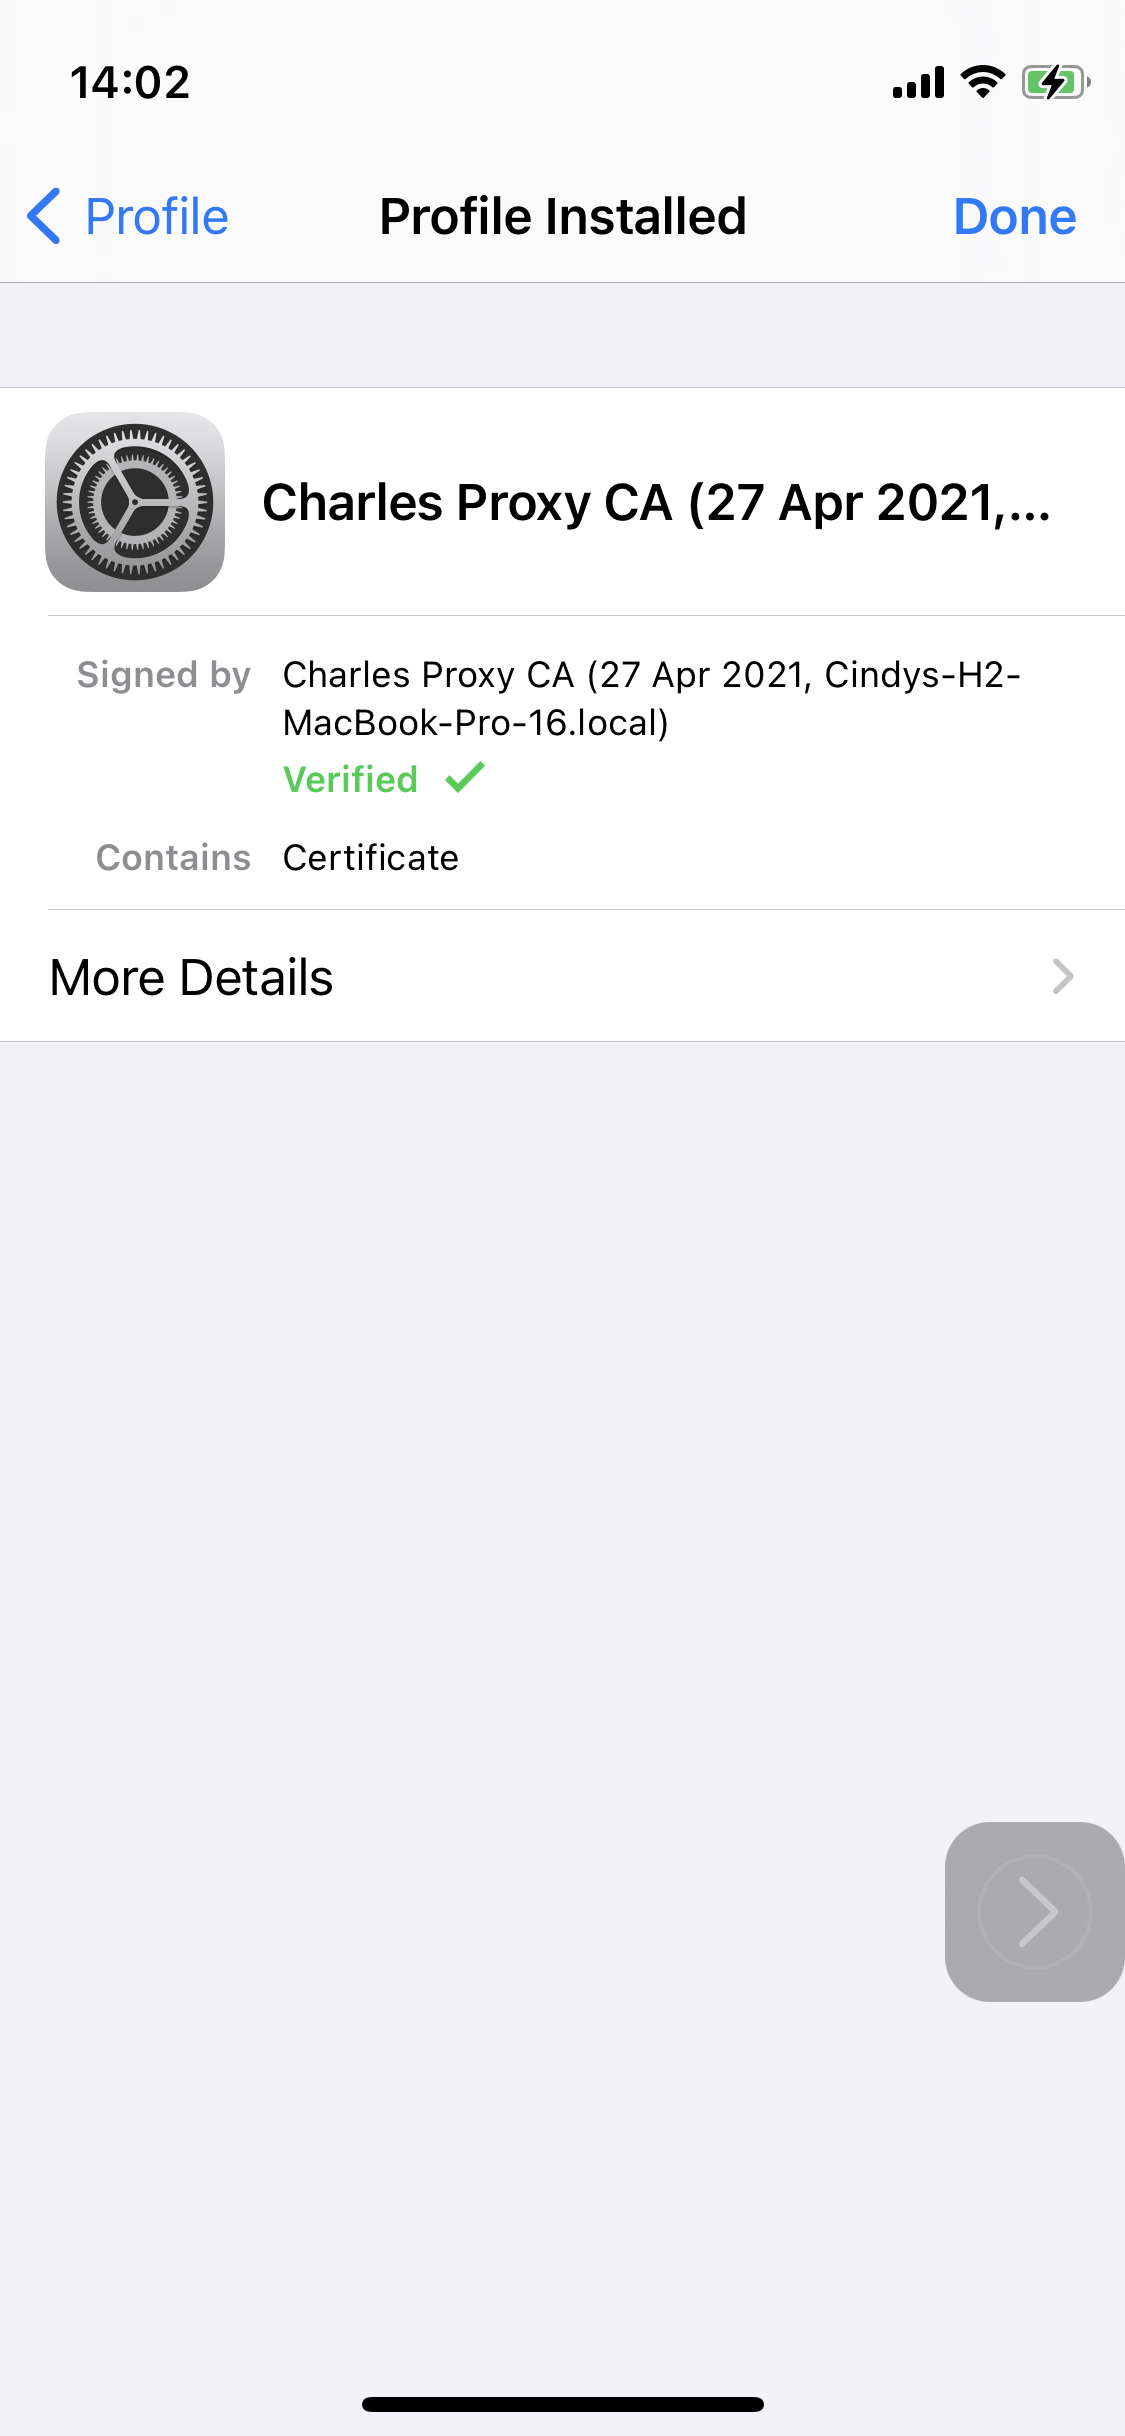 14:02
Profile
Profile Installed
Done
Charles Proxy CA (27 Apr 2021,...
Signed by
Charles Proxy CA (27 Apr 2021, Cindys-H2-
MacBook-Pro-16.local)
Verified
Contains
Certificate
More Details